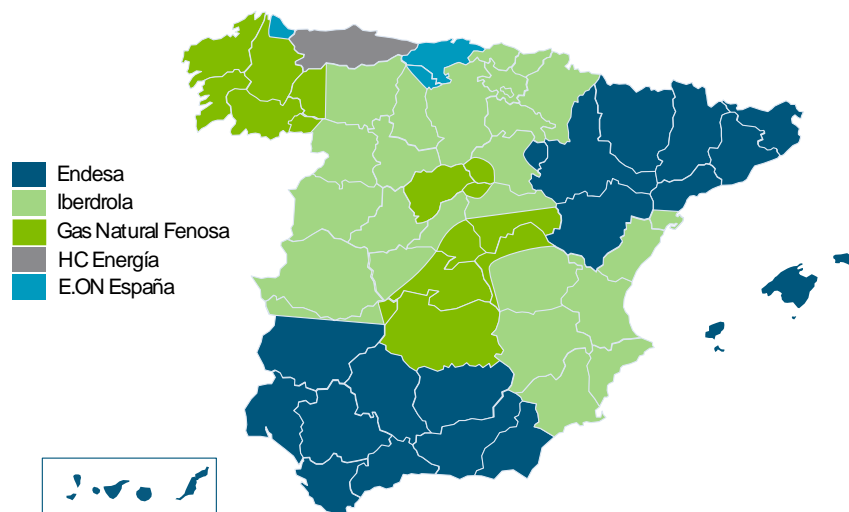 Endesa
Iberdrola
Gas Natural Fenosa
HC Energía
E.ON España